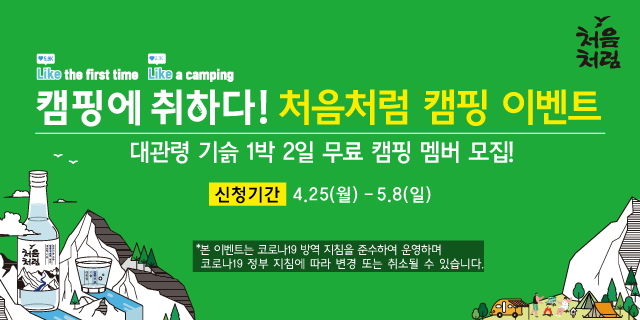 처음
처럼
5.9K
Like the first time Like a camping
캠핑에 취하다! 처음처럼 캠핑 이벤트
대관령 기슭 1박 2일 무료 캠핑 멤버 모집!
신청기간 4.25(월) - 5.8(일)
*본 이벤트는 코로나19 방역 지침을 준수하여 운영하며
코로나19 정부 지침에 따라 변경 또는 취소될 수 있습니다.
처음
처럼